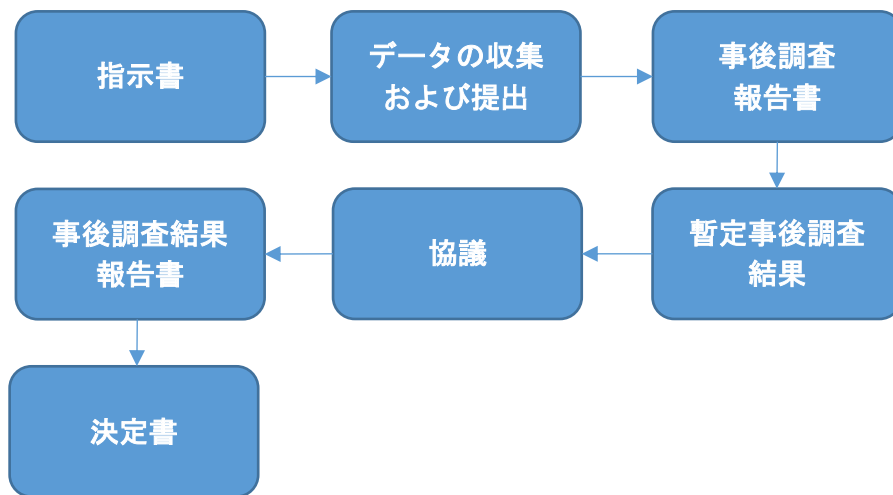 指示書
データの収集
および提出
事後調査
報告書
暫定事後調査
結果
協議
事後調査結果
報告書
決定書